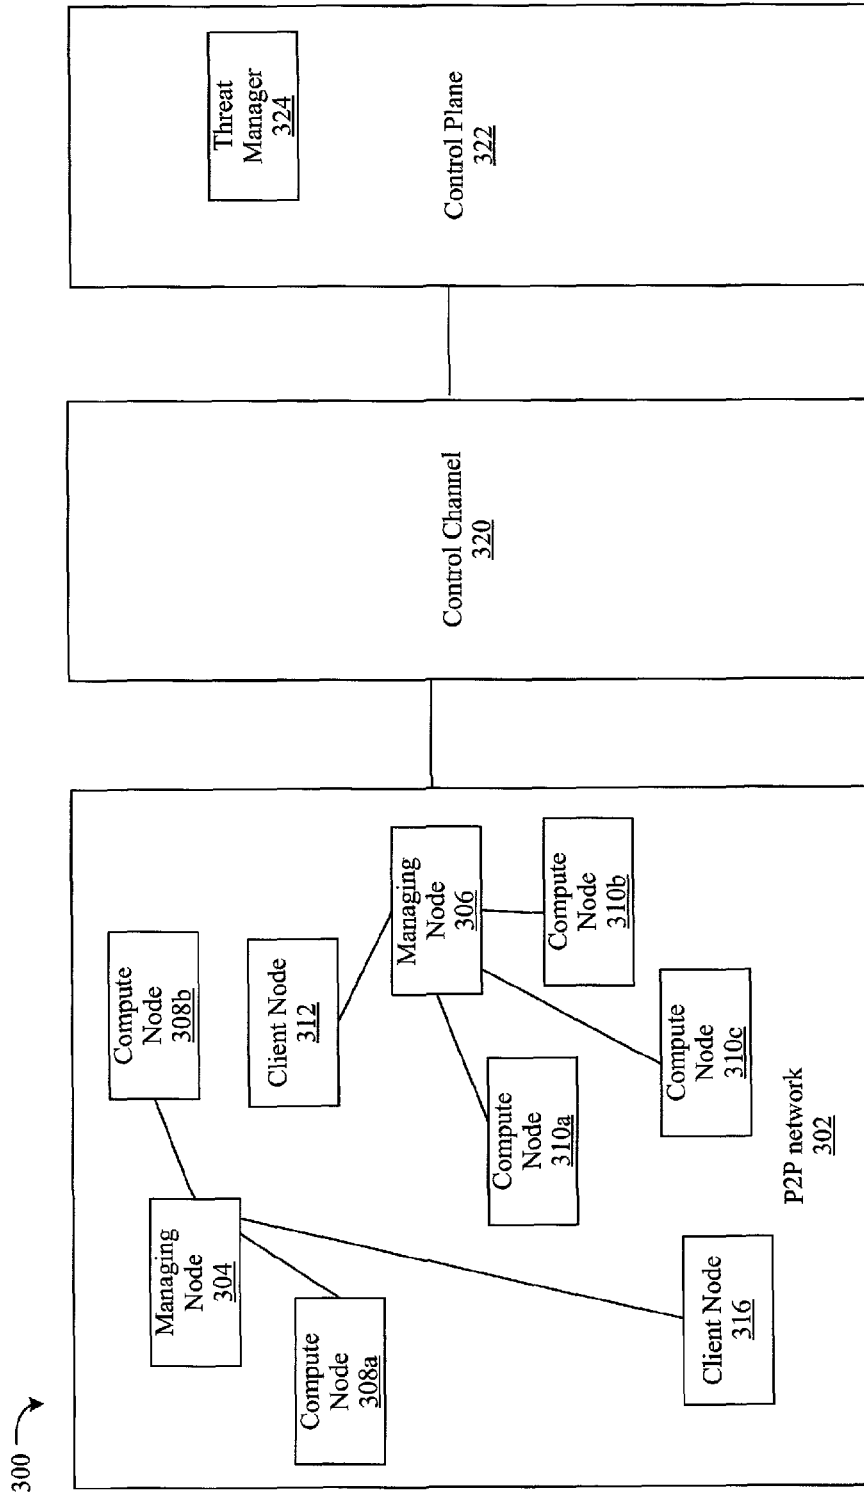 300
Managing
Node
304
Compute
Node
308b
Compute
Node
308a
Client Node
312
Managing
Node
306
Compute
Node
310a
Compute
Node
310b
Compute
Node
310c
Client Node
316
P2P network
302
Control Channel
320
Threat
Manager
324
Control Plane
322